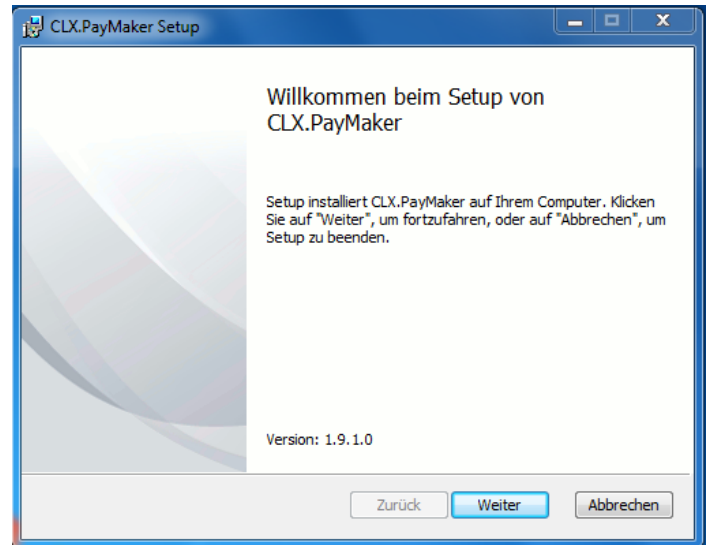 CLX.PayMaker Setup
Willkommen beim Setup von
CLX.PayMaker
Setup installiert CLX.PayMaker auf Ihrem Computer. Klicken
Sie auf "Weiter", um fortzufahren, oder auf "Abbrechen", um
Setup zu beenden.
Version: 1.9.1.0
Zurück
Weiter
Abbrechen